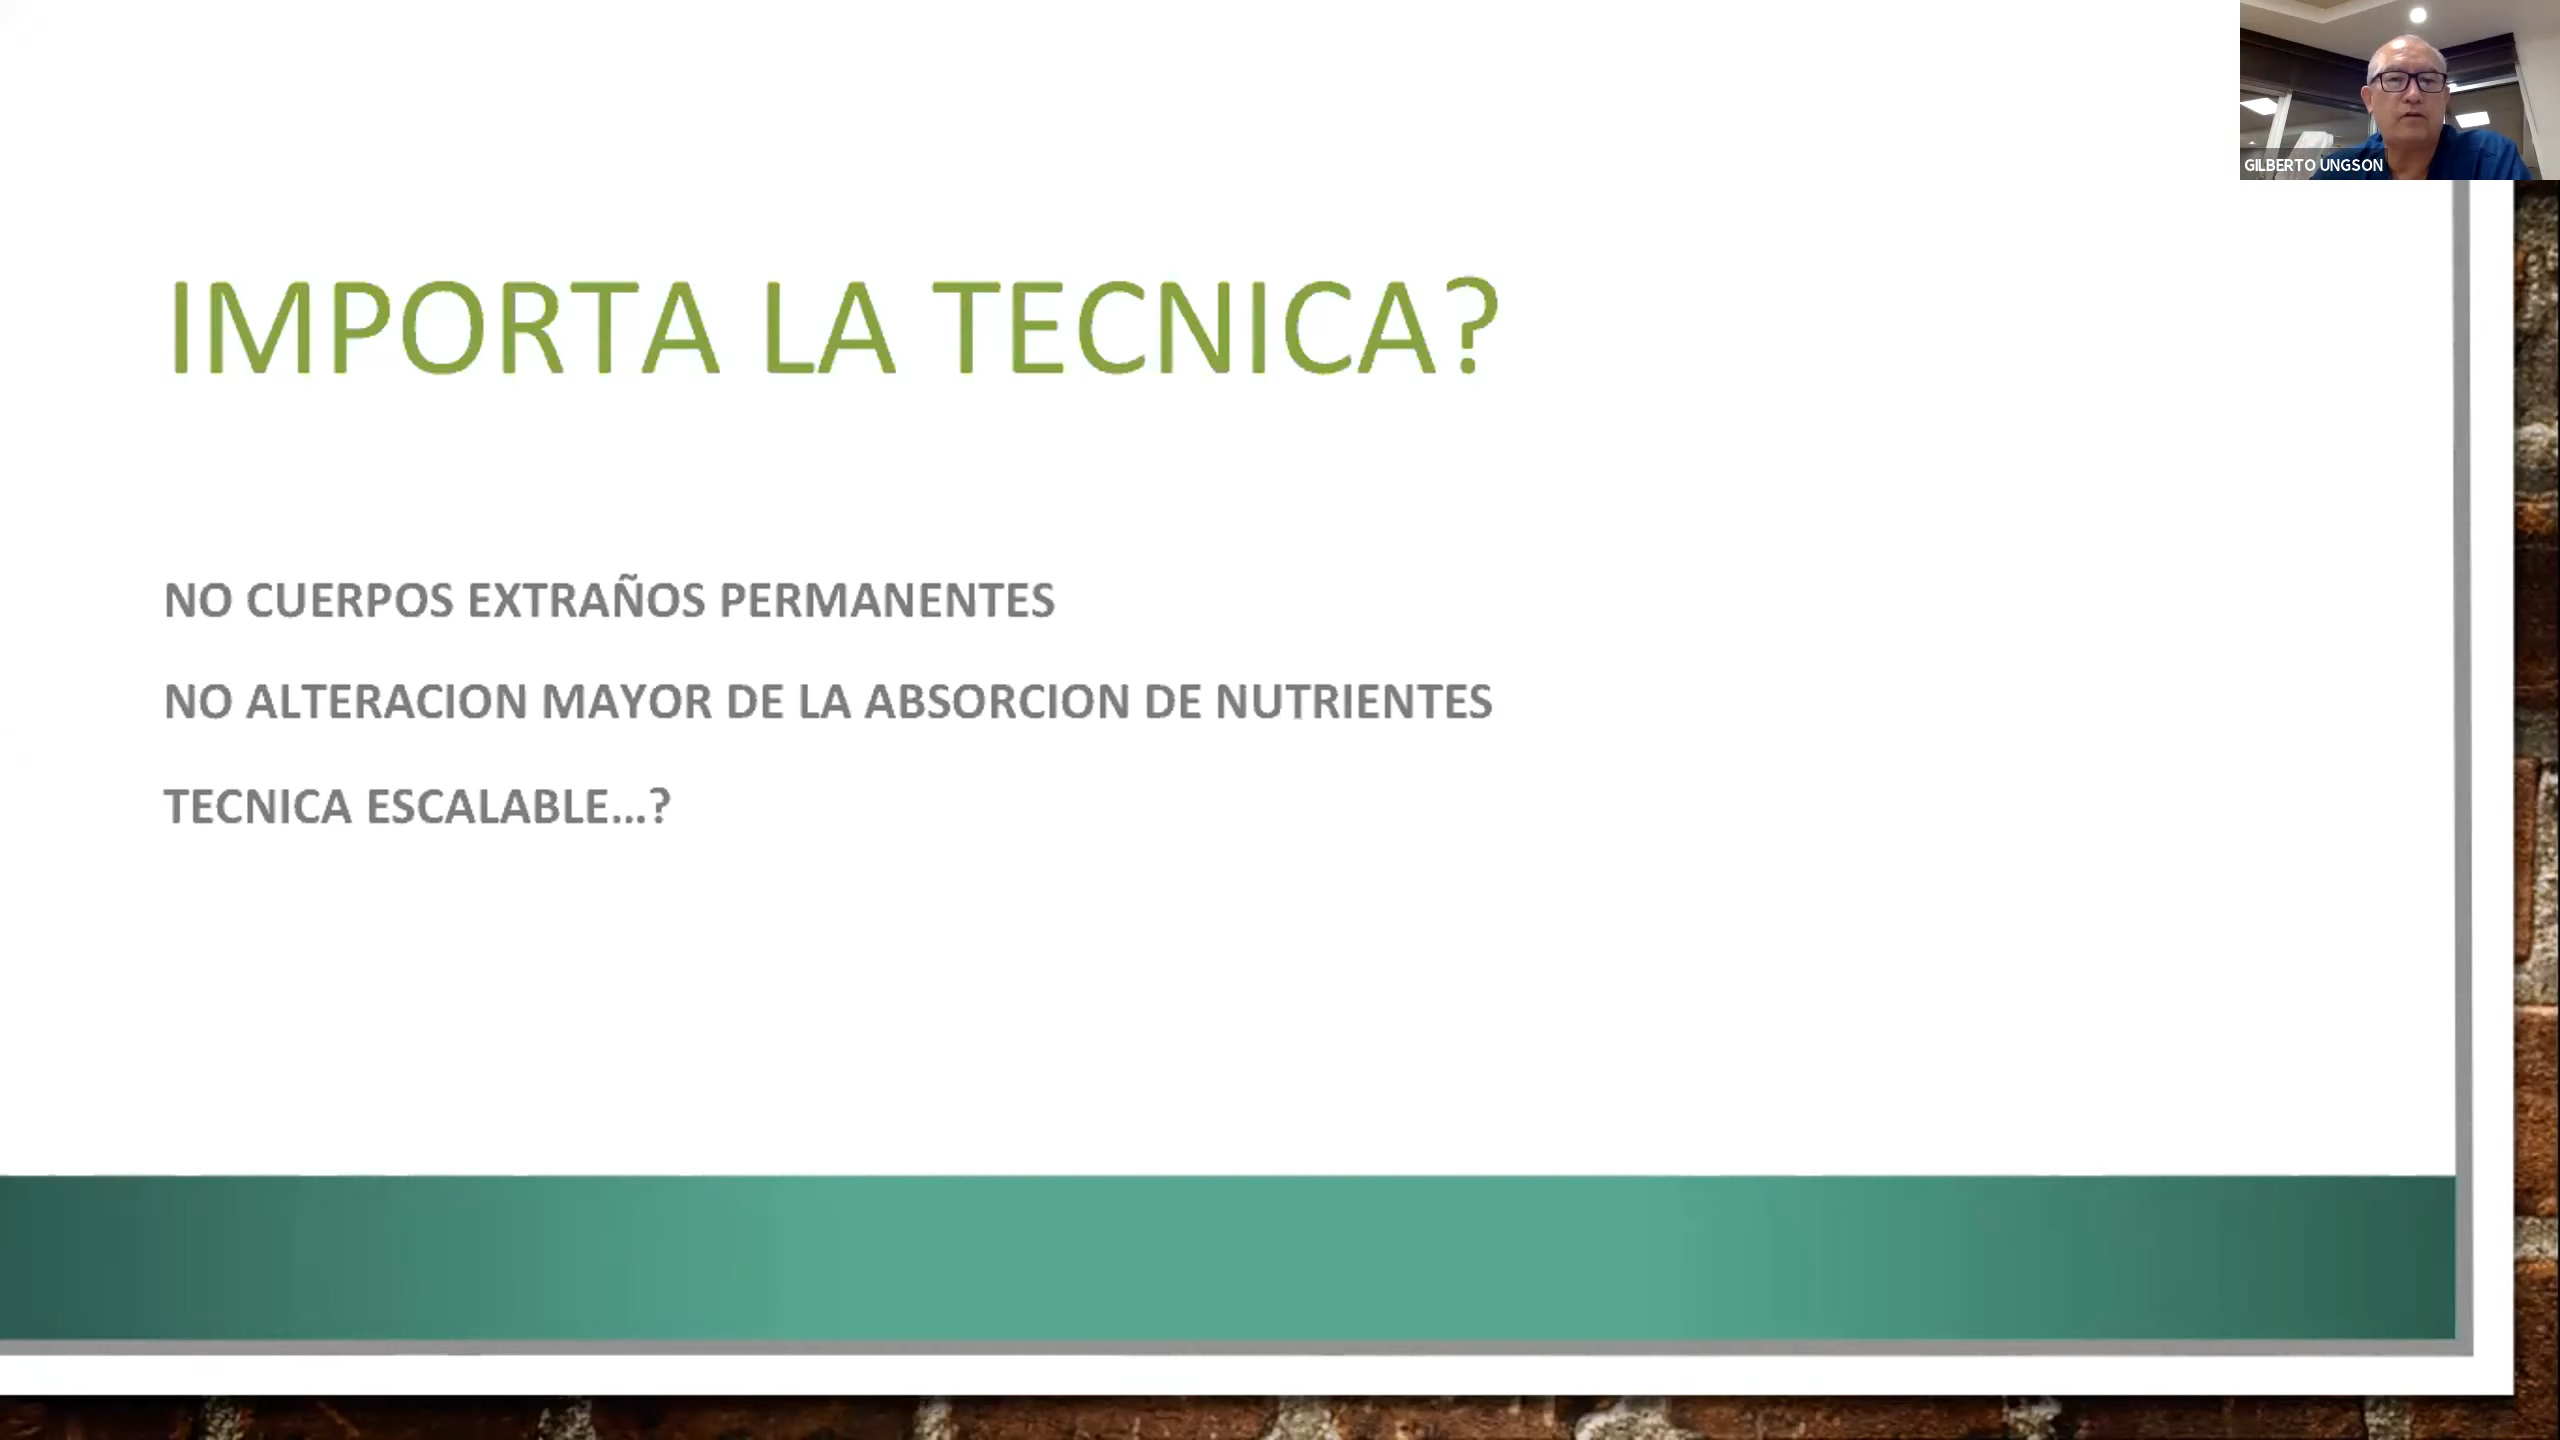 GILBERTO UNGSON
IMPORTA LA TECNICA?
NO CUERPOS EXTRAÑOS PERMANENTES
NO ALTERACION MAYOR DE LA ABSORCION DE NUTRIENTES
TECNICA ESCALABLE...?